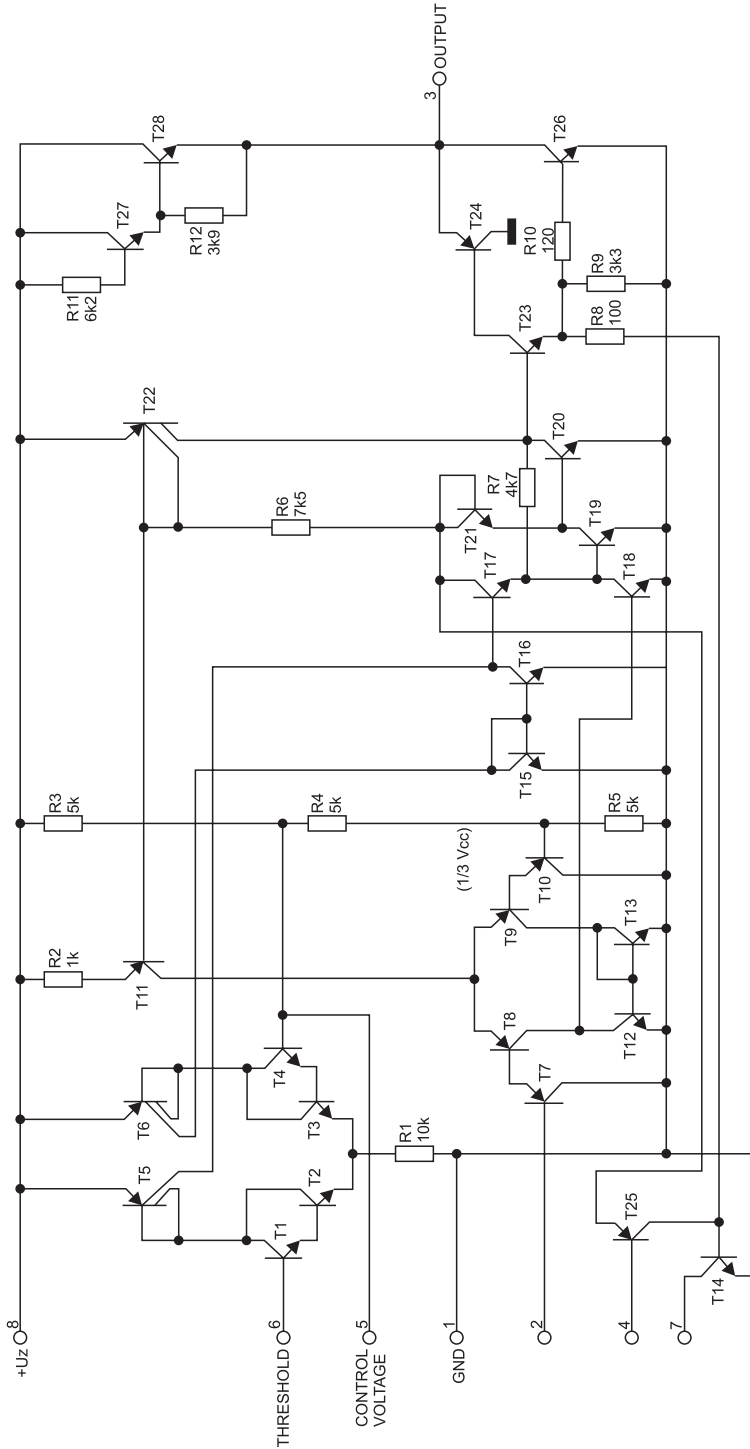 8
+Uz
THRESHOLD
6
CONTROL
VOLTAGE
5
GND
1
2
4
7
T5
T6
T1
T2
T3
T4
R1
10k
R2
1k
T11
R3
5k
R4
5k
R5
5k
(1/3 Vcc)
T7
T8
T9
T10
T12
T13
T25
T14
T15
T16
T17
T18
T19
T20
T21
R6
7k5
R7
4k7
T22
T23
T24
R8
100
R9
3k3
R10
120
T26
R11
6k2
T27
R12
3k9
T28
3
OUTPUT